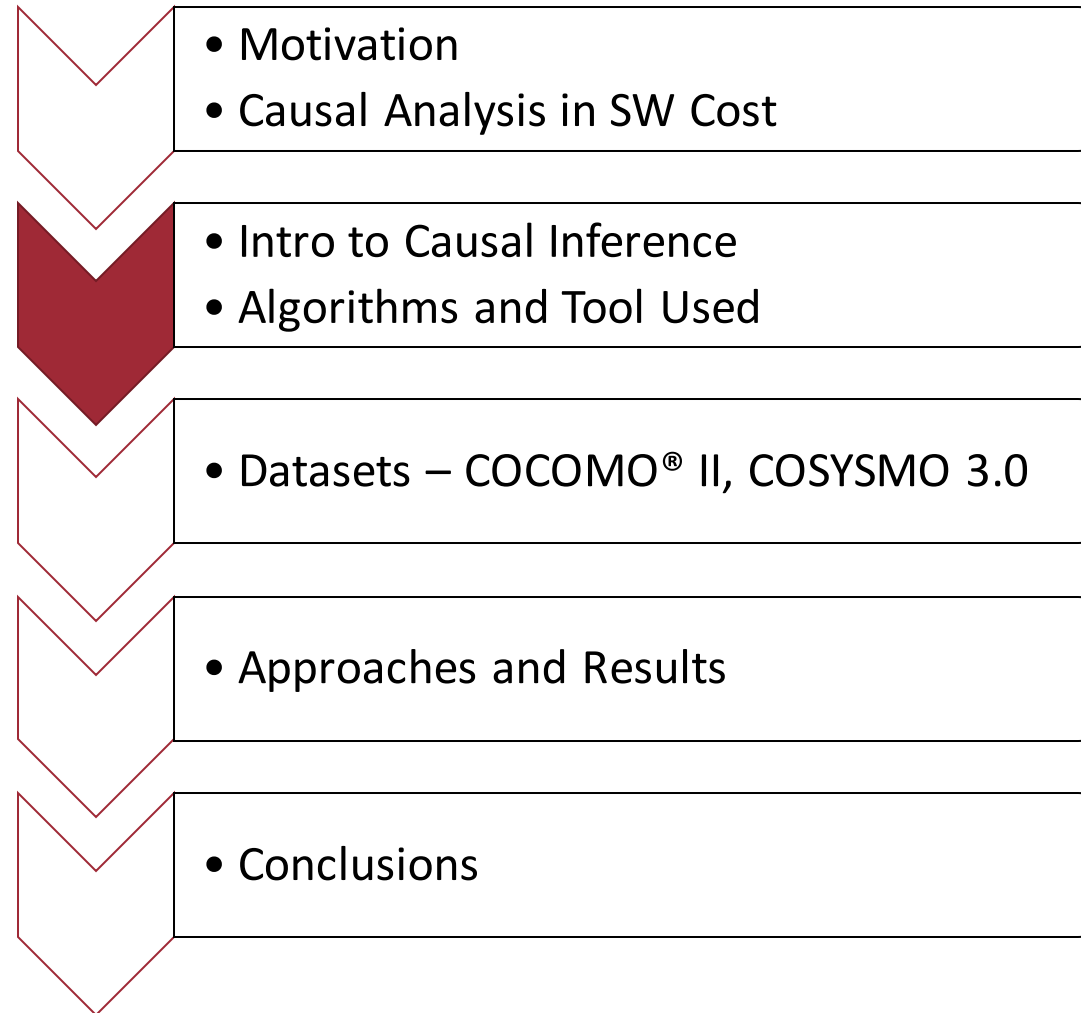 • Motivation
• Causal Analysis in SW Cost
• Intro to Causal Inference
• Algorithms and Tool Used
• Datasets – COCOMO® II, COSYSMO 3.0
• Approaches and Results
• Conclusions